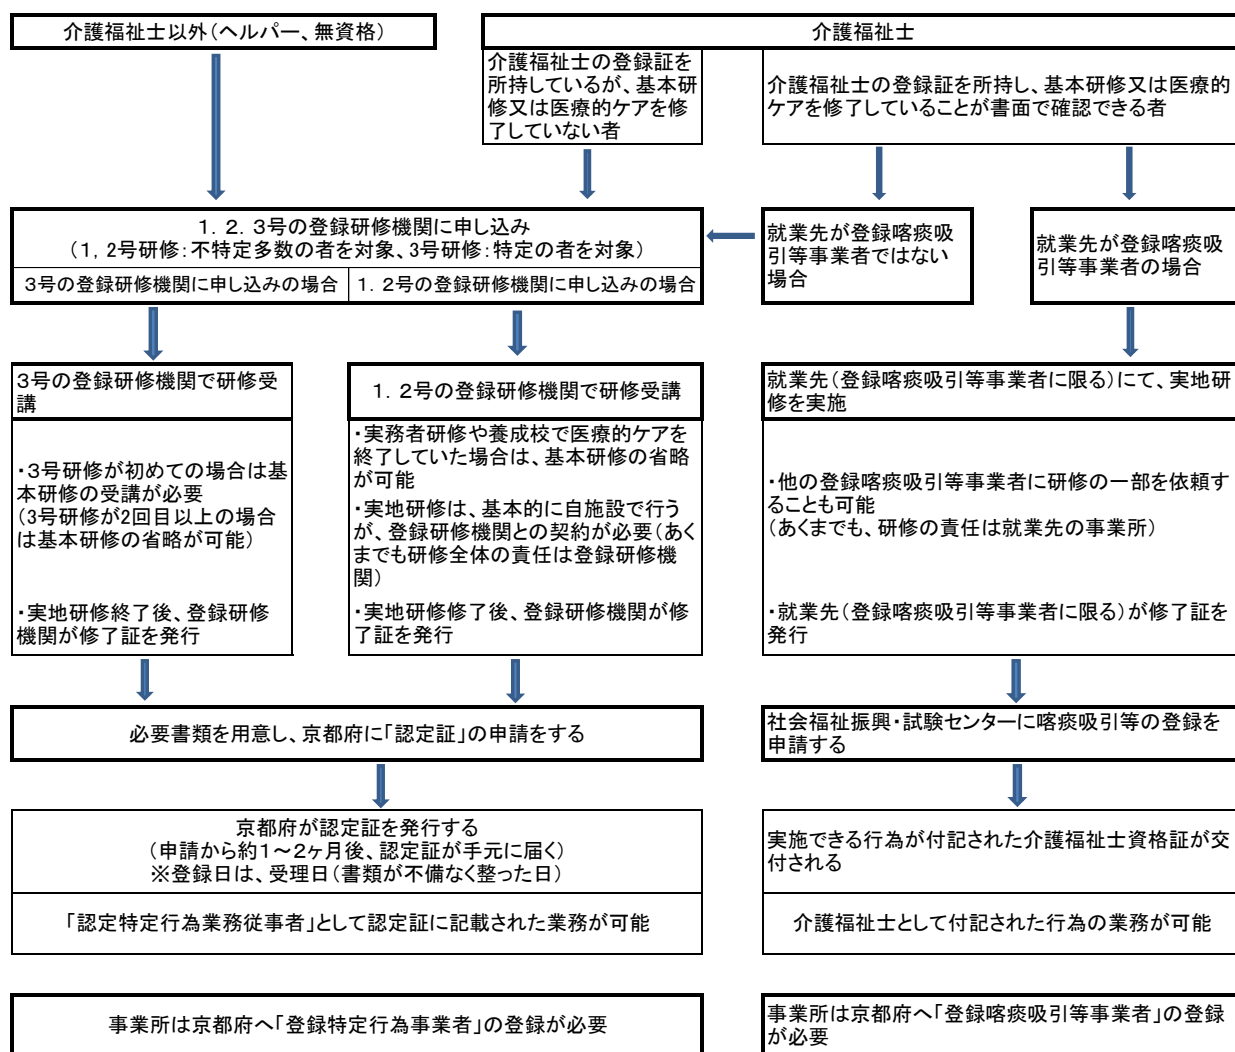 介護福祉士以外(ヘルパー、無資格)
介護福祉士
介護福祉士の登録証を
所持しているが、基本研
修又は医療的ケアを修
了していない者
介護福祉士の登録証を所持し、基本研修又は医療的
ケアを修了していることが書面で確認できる者
1．2．3号の登録研修機関に申し込み
(1，2号研修：不特定多数の者を対象、3号研修：特定の者を対象)
3号の登録研修機関に申し込みの場合
1．2号の登録研修機関に申し込みの場合
就業先が登録喀痰吸
引等事業者ではない
場合
就業先が登録喀痰吸
引等事業者の場合
3号の登録研修機関で研修受
講
・3号研修が初めての場合は基
本研修の受講が必要
(3号研修が2回目以上の場合
は基本研修の省略が可能)
・実地研修終了後、登録研修
機関が修了証を発行
1．2号の登録研修機関で研修受講
・実務者研修や養成校で医療的ケアを
終了していた場合は、基本研修の省略
が可能
・実地研修は、基本的に自施設で行う
が、登録研修機関との契約が必要(あく
までも研修全体の責任は登録研修機
関)
・実地研修修了後、登録研修機関が修
了証を発行
就業先(登録喀痰吸引等事業者に限る)にて、実地研
修を実施
・他の登録喀痰吸引等事業者に研修の一部を依頼す
ることも可能
(あくまでも、研修の責任は就業先の事業所)
・就業先(登録喀痰吸引等事業者に限る)が修了証を
発行
必要書類を用意し、京都府に「認定証」の申請をする
社会福祉振興・試験センターに喀痰吸引等の登録を
申請する
京都府が認定証を発行する
(申請から約1～2ヶ月後、認定証が手元に届く)
※登録日は、受理日(書類が不備なく整った日)
「認定特定行為業務従事者」として認定証に記載された業務が可能
実施できる行為が付記された介護福祉士資格証が交
付される
介護福祉士として付記された行為の業務が可能
事業所は京都府へ「登録特定行為事業者」の登録が必要
事業所は京都府へ「登録喀痰吸引等事業者」の登録
が必要